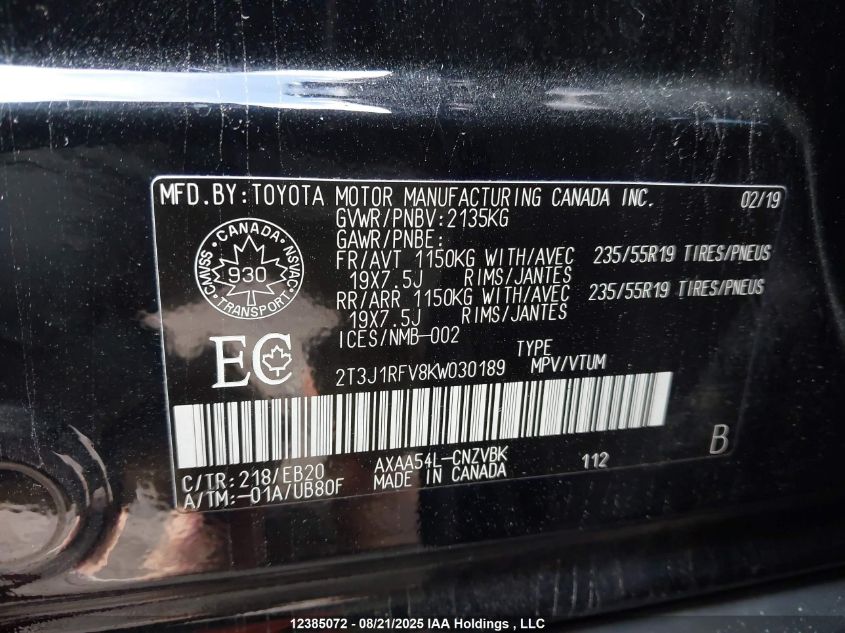 MFD.BY:TOYOTA MOTOR MANUFACTURING CANADA INC. 02/19
GVWR/PNBV:2135KG
GAWR/PNBE:
FR/AVT 1150KG WITH/AVEC 235/55R19 TIRES/PNEUS
19X7.5J RIMS/JANTES
RR/ARR 1150KG WITH/AVEC 235/55R19 TIRES/PNEUS
19X7.5J RIMS/JANTES
ICES/NMB-002
CANADA
CMVSS NSVAC
930
TRANSPORT
EC
TYPE
2T3J1RFV8KW030189 MPV/VTUM
B
C/TR:218/EB20 AXAA54L-CNZVBK 112
A/TM:-01A/UB80F MADE IN CANADA
12385072 - 08/21/2025 IAA Holdings , LLC